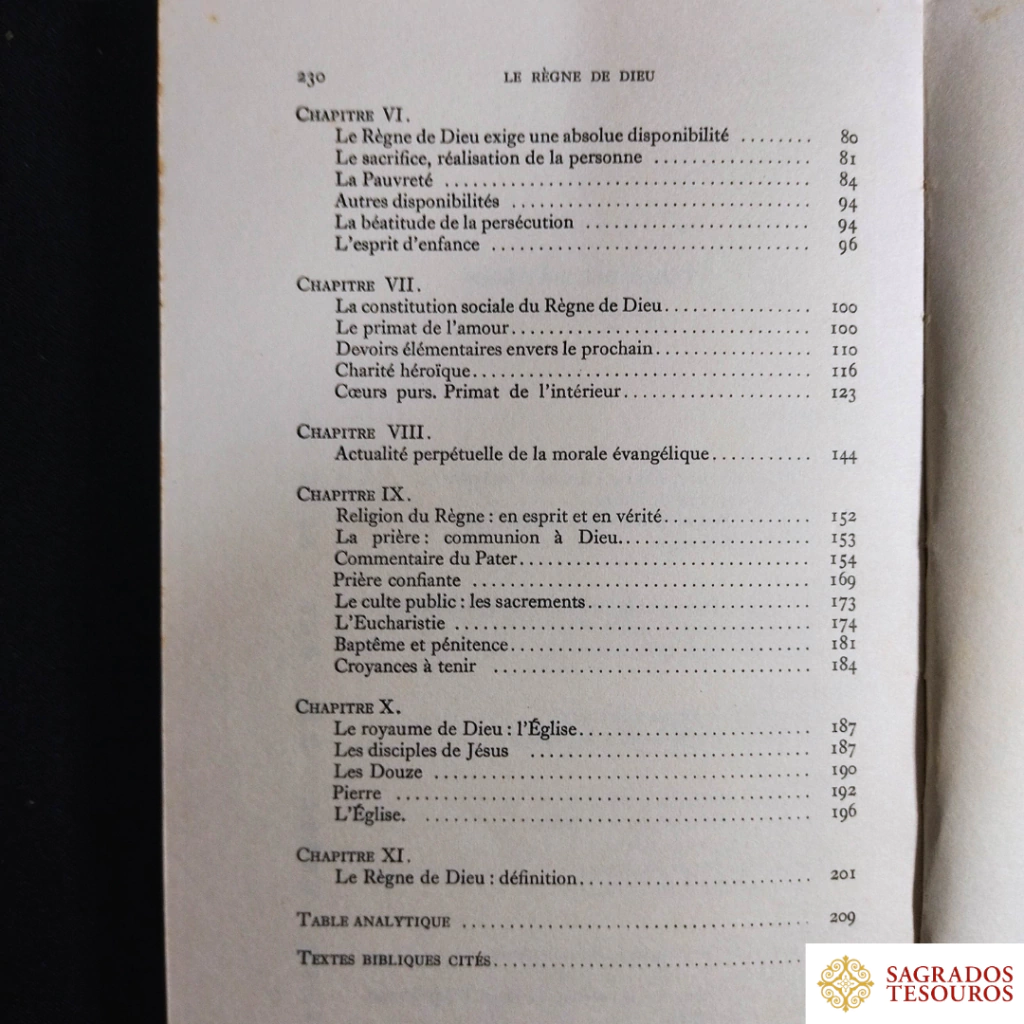 230 LE RÈGNE DE DIEU
CHAPITRE VI.
Le Règne de Dieu exige une absolue disponibilité ........ 80
Le sacrifice, réalisation de la personne ................ 81
La Pauvreté ..................................... 84
Autres disponibilités ............................... 94
La béatitude de la persécution ....................... 94
L'esprit d'enfance ................................ 96
CHAPITRE VII.
La constitution sociale du Règne de Dieu............... 100
Le primat de l'amour.............................. 100
Devoirs élémentaires envers le prochain................ 110
Charité héroïque.................................. 116
Cœurs purs. Primat de l'intérieur.................... 123
CHAPITRE VIII.
Actualité perpétuelle de la morale évangélique........... 144
CHAPITRE IX.
Religion du Règne : en esprit et en vérité............... 152
La prière : communion à Dieu....................... 153
Commentaire du Pater............................. 154
Prière confiante .................................. 169
Le culte public : les sacrements....................... 173
L'Eucharistie .................................... 174
Baptême et pénitence.............................. 181
Croyances à tenir ................................ 184
CHAPITRE X.
Le royaume de Dieu : l'Église....................... 187
Les disciples de Jésus ............................ 187
Les Douze ...................................... 190
Pierre .......................................... 192
L'Église. ....................................... 196
CHAPITRE XI.
Le Règne de Dieu : définition....................... 201
TABLE ANALYTIQUE ................................ 209
TEXTES BIBLIQUES CITÉS.............................
SAGRADOS
TESOUROS